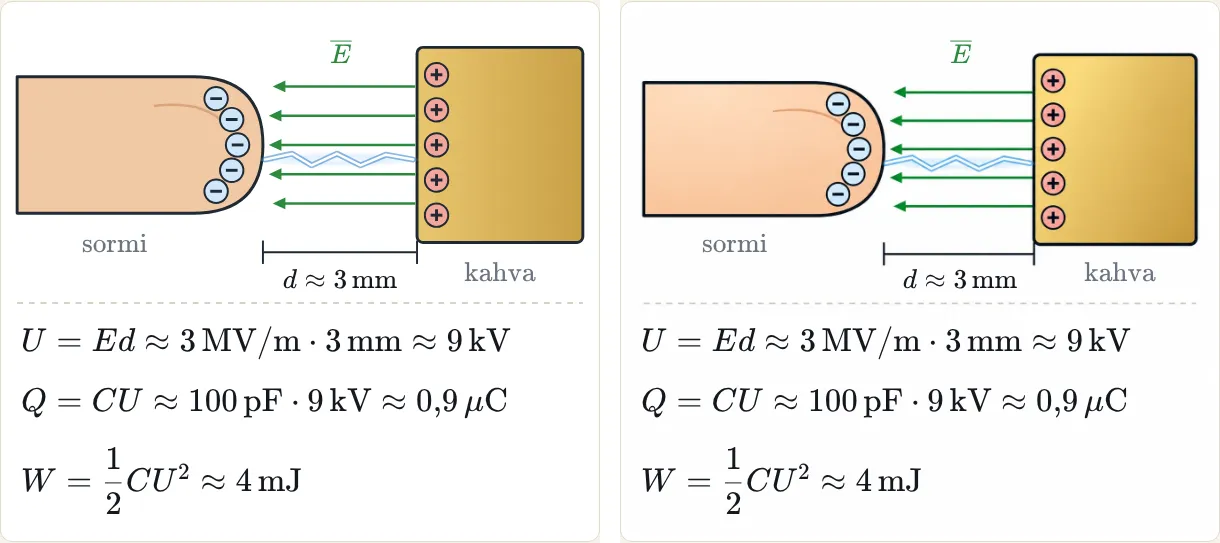 E̅
sormi
kahva
d ≈ 3 mm
U = Ed ≈ 3 MV/m · 3 mm ≈ 9 kV
Q = CU ≈ 100 pF · 9 kV ≈ 0,9 μC
W = 1/2 CU² ≈ 4 mJ
E̅
sormi
kahva
d ≈ 3 mm
U = Ed ≈ 3 MV/m · 3 mm ≈ 9 kV
Q = CU ≈ 100 pF · 9 kV ≈ 0,9 μC
W = 1/2 CU² ≈ 4 mJ